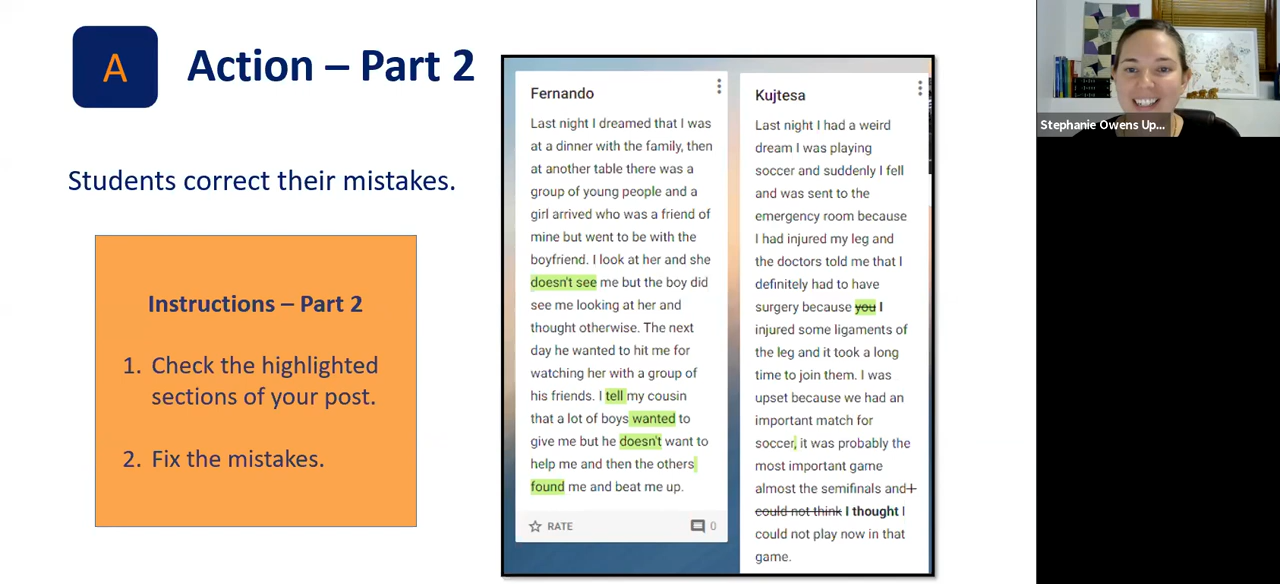 A
Action – Part 2
Students correct their mistakes.
Instructions – Part 2
1. Check the highlighted
sections of your post.
2. Fix the mistakes.
Fernando
Last night I dreamed that I was
at a dinner with the family, then
at another table there was a
group of young people and a
girl arrived who was a friend of
mine but went to be with the
boyfriend. I look at her and she
doesn't see me but the boy did
see me looking at her and
thought otherwise. The next
day he wanted to hit me for
watching her with a group of
his friends. I tell my cousin
that a lot of boys wanted to
give me but he doesn't want to
help me and then the others
found me and beat me up.
RATE
0
Kujtesa
Last night I had a weird
dream I was playing
soccer and suddenly I fell
and was sent to the
emergency room because
I had injured my leg and
the doctors told me that I
definitely had to have
surgery because you I
injured some ligaments of
the leg and it took a long
time to join them. I was
upset because we had an
important match for
soccer, it was probably the
most important game
almost the semifinals and I
could not think I thought I
could not play now in that
game.
Stephanie Owens Up...